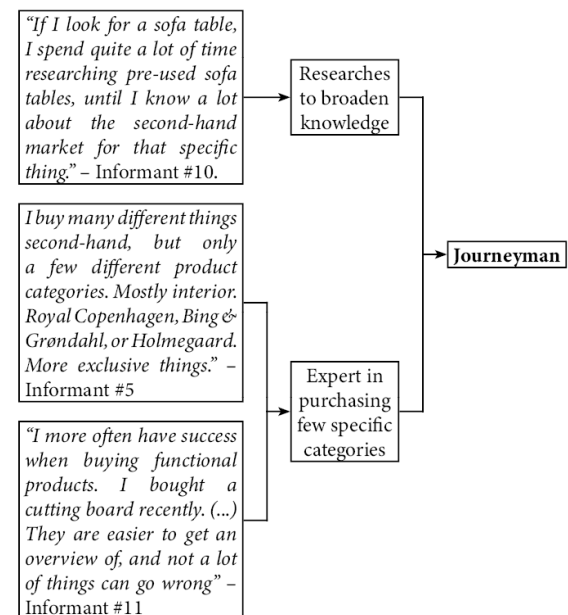 “If I look for a sofa table,
I spend quite a lot of time
researching pre-used sofa
tables, until I know a lot
about the second-hand
market for that specific
thing.” – Informant #10.
Researches
to broaden
knowledge
I buy many different things
second-hand, but only
a few different product
categories. Mostly interior.
Royal Copenhagen, Bing &
Grøndahl, or Holmegaard.
More exclusive things.” –
Informant #5
Journeyman
Expert in
purchasing
few specific
categories
“I more often have success
when buying functional
products. I bought a
cutting board recently. (...)
They are easier to get an
overview of, and not a lot
of things can go wrong” –
Informant #11